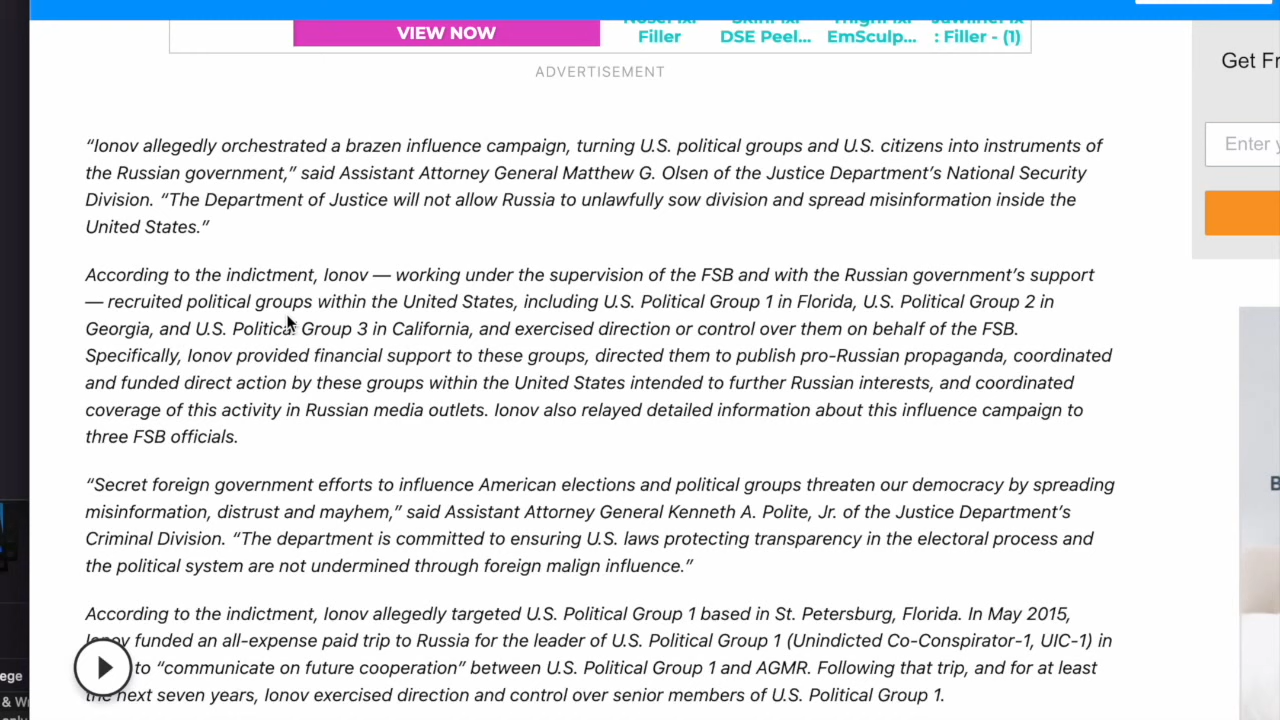 VIEW NOW
Filler
DSE Peel...
EmSculp...
: Filler - (1)
ADVERTISEMENT
Get Fr
Enter y
“Ionov allegedly orchestrated a brazen influence campaign, turning U.S. political groups and U.S. citizens into instruments of
the Russian government,” said Assistant Attorney General Matthew G. Olsen of the Justice Department’s National Security
Division. “The Department of Justice will not allow Russia to unlawfully sow division and spread misinformation inside the
United States.”
According to the indictment, Ionov — working under the supervision of the FSB and with the Russian government’s support
— recruited political groups within the United States, including U.S. Political Group 1 in Florida, U.S. Political Group 2 in
Georgia, and U.S. Political Group 3 in California, and exercised direction or control over them on behalf of the FSB.
Specifically, Ionov provided financial support to these groups, directed them to publish pro-Russian propaganda, coordinated
and funded direct action by these groups within the United States intended to further Russian interests, and coordinated
coverage of this activity in Russian media outlets. Ionov also relayed detailed information about this influence campaign to
three FSB officials.
“Secret foreign government efforts to influence American elections and political groups threaten our democracy by spreading
misinformation, distrust and mayhem,” said Assistant Attorney General Kenneth A. Polite, Jr. of the Justice Department’s
Criminal Division. “The department is committed to ensuring U.S. laws protecting transparency in the electoral process and
the political system are not undermined through foreign malign influence.”
According to the indictment, Ionov allegedly targeted U.S. Political Group 1 based in St. Petersburg, Florida. In May 2015,
Ionov funded an all-expense paid trip to Russia for the leader of U.S. Political Group 1 (Unindicted Co-Conspirator-1, UIC-1) in
to “communicate on future cooperation” between U.S. Political Group 1 and AGMR. Following that trip, and for at least
the next seven years, Ionov exercised direction and control over senior members of U.S. Political Group 1.
ege
& W
B